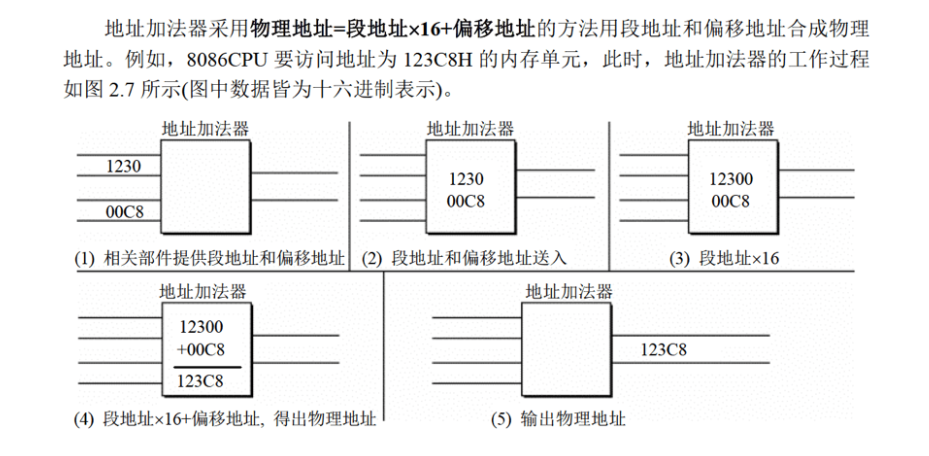 地址加法器采用物理地址=段地址×16+偏移地址的方法用段地址和偏移地址合成物理
地址。例如，8086CPU 要访问地址为 123C8H 的内存单元，此时，地址加法器的工作过程
如图 2.7 所示(图中数据皆为十六进制表示)。
地址加法器
1230
00C8
(1) 相关部件提供段地址和偏移地址
地址加法器
1230
00C8
(2) 段地址和偏移地址送入
地址加法器
12300
00C8
(3) 段地址×16
地址加法器
12300
+00C8
123C8
(4) 段地址×16+偏移地址, 得出物理地址
地址加法器
123C8
(5) 输出物理地址